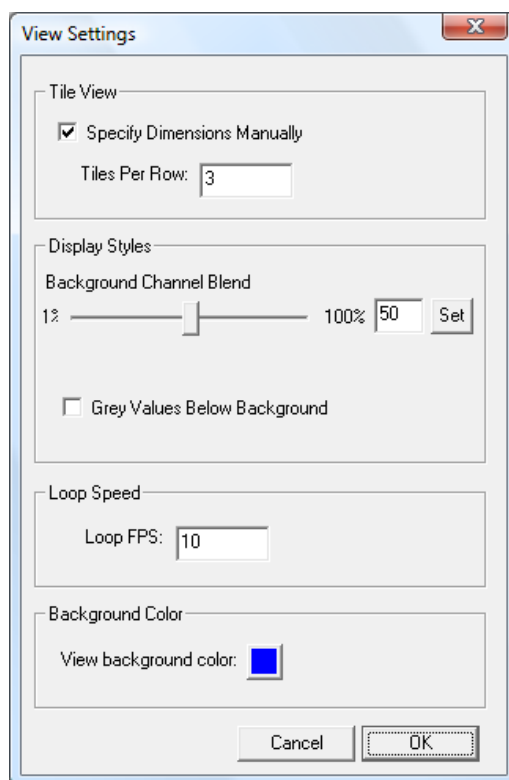 View Settings
Tile View
Specify Dimensions Manually
Tiles Per Row: 3
Display Styles
Background Channel Blend
1% 100% 50 Set
Grey Values Below Background
Loop Speed
Loop FPS: 10
Background Color
View background color:
Cancel OK